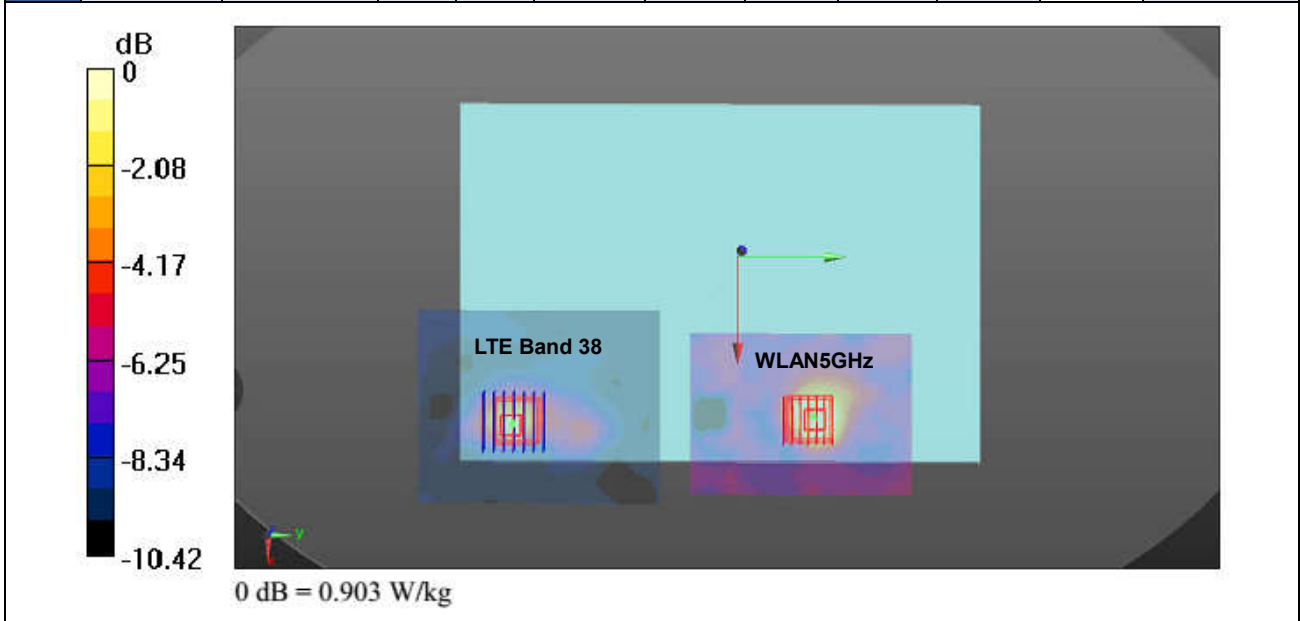 dB
0
-2.08
-4.17
-6.25
-8.34
-10.42
LTE Band 38
WLAN5GHz
y
0 dB = 0.903 W/kg